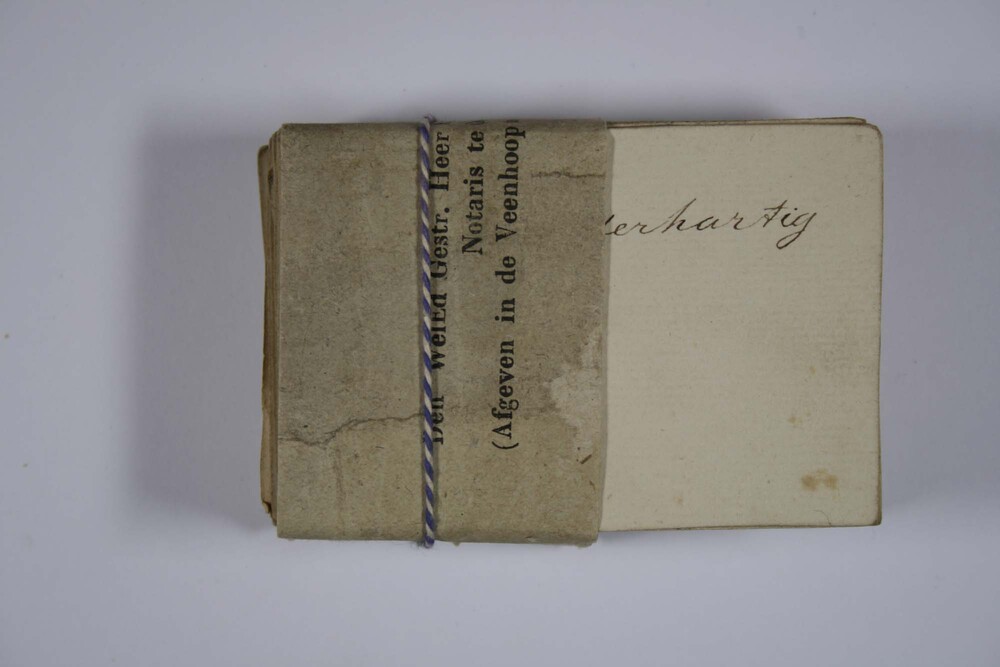 Den WelEd Gestr. Heer
Notaris te
(Afgeven in de Veenhoop
erhartig